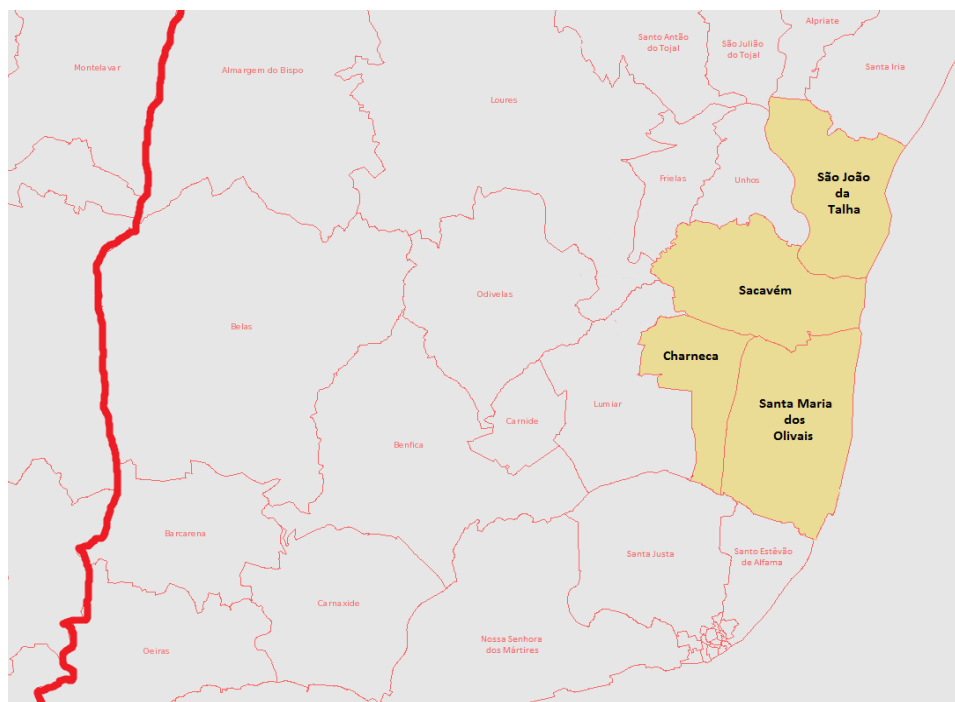 Alpriate
Santo Antão
do Tojal
São Julião
do Tojal
Montelavar
Almargem do Bispo
Santa Iria
Loures
Frielas
Unhos
São João
da
Talha
Sacavém
Odivelas
Belas
Charneca
Lumiar
Santa Maria
dos
Olivais
Carnide
Benfica
Barcarena
Santa Justa
Santo Estêvão
de Alfama
Carnaxide
Nossa Senhora
dos Mártires
Oeiras